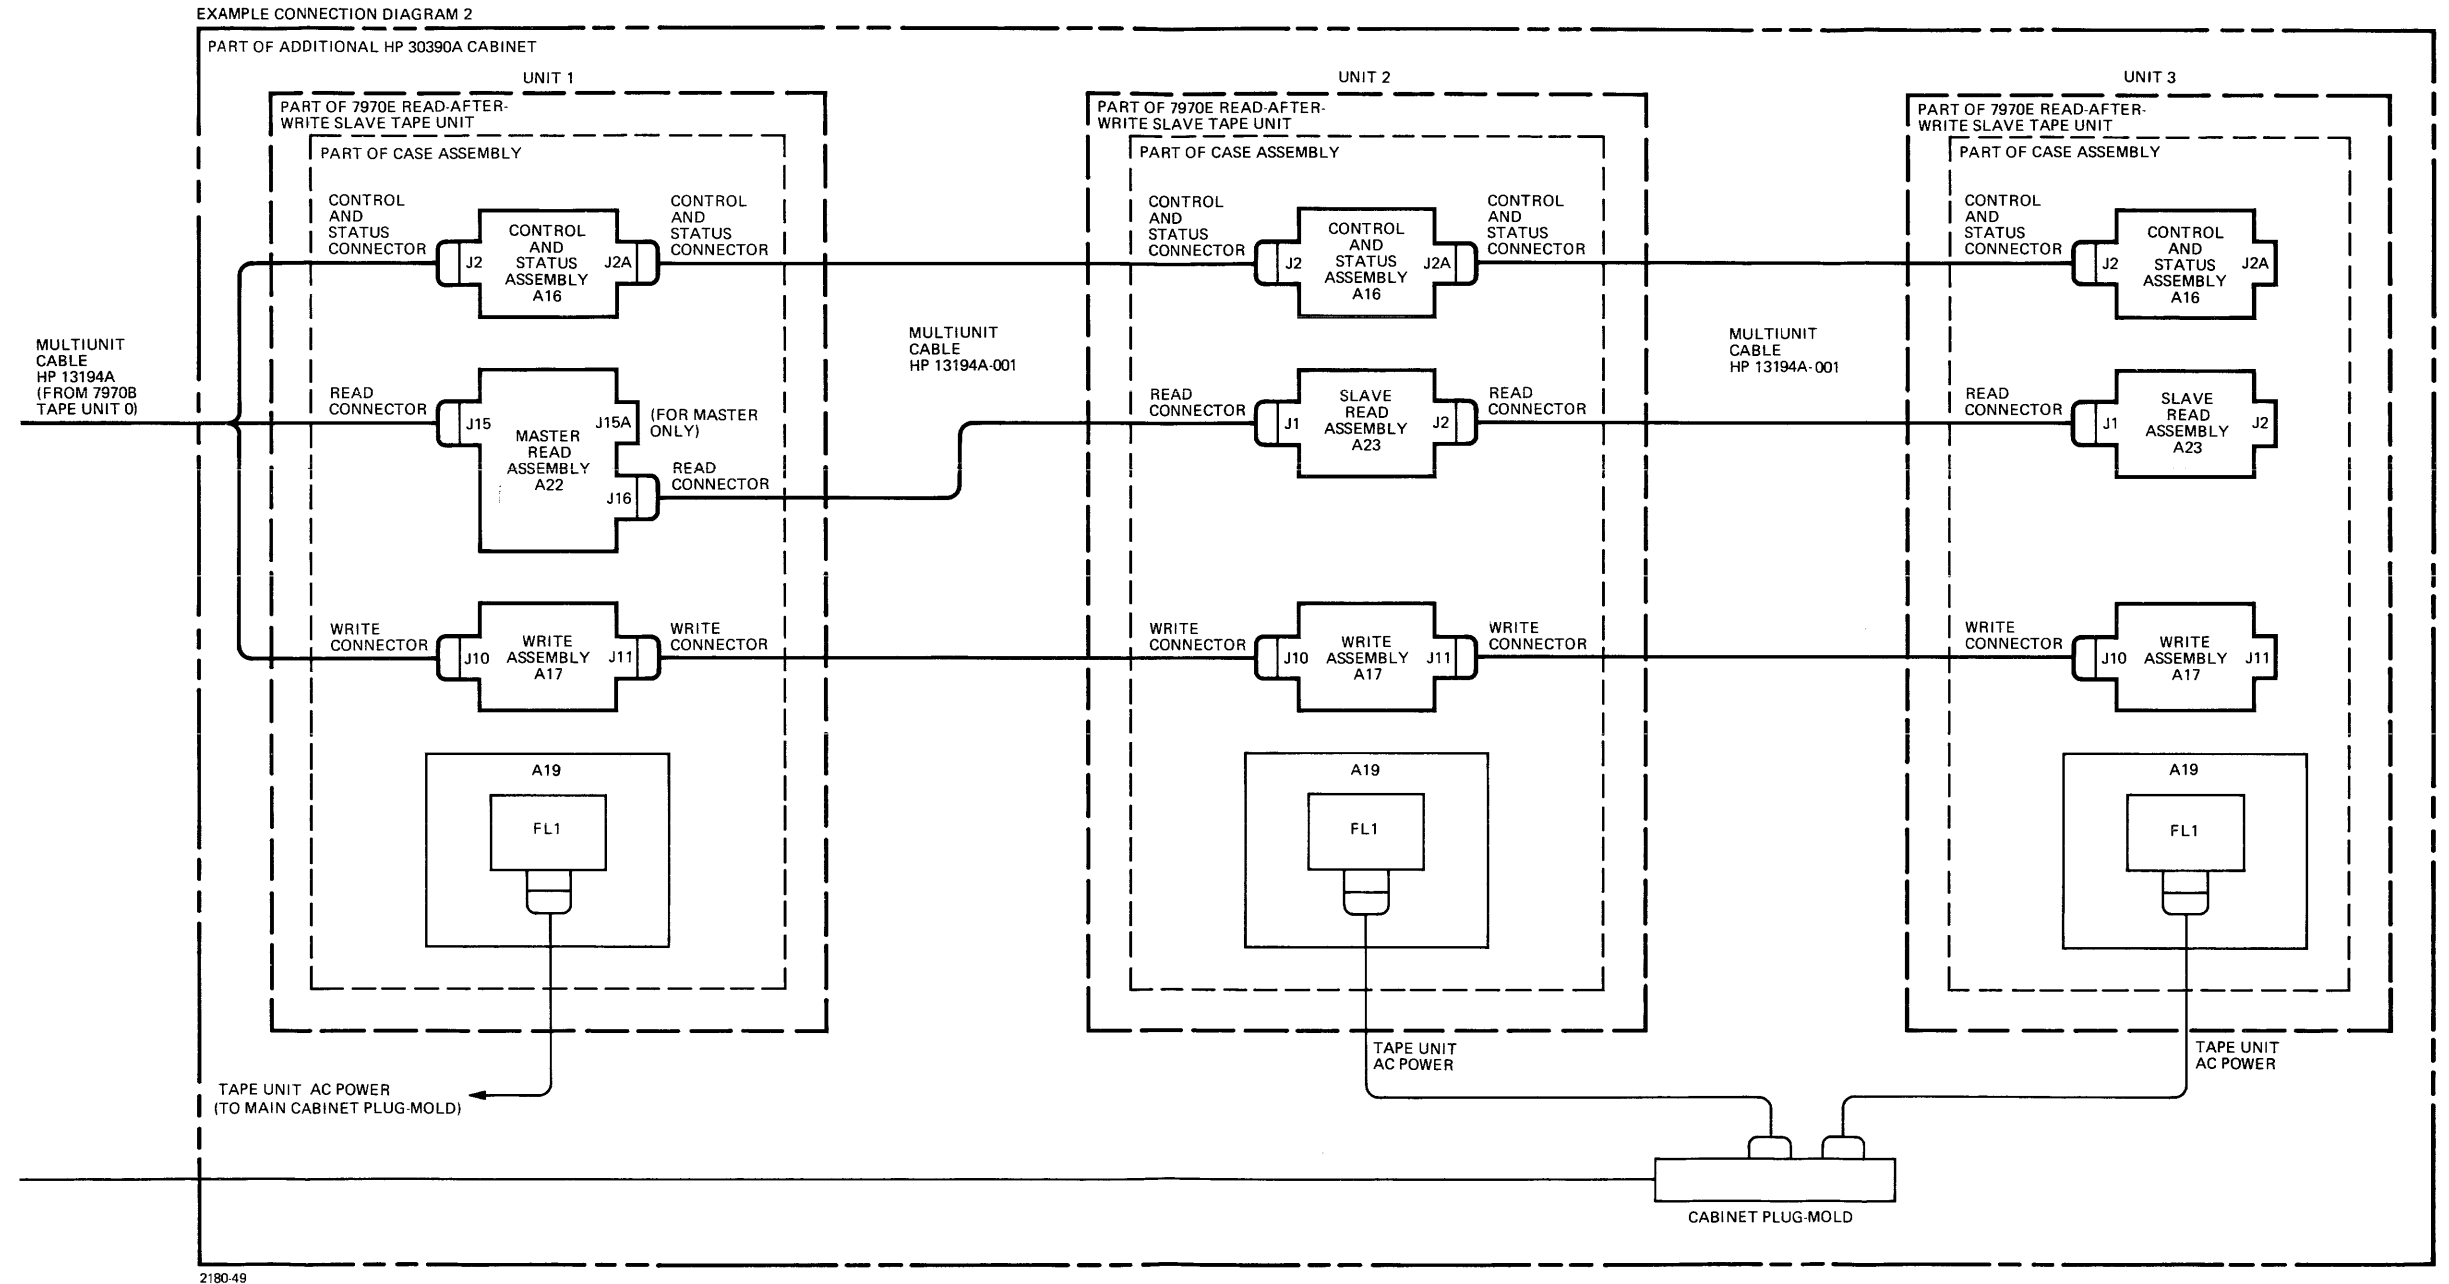 EXAMPLE CONNECTION DIAGRAM 2
PART OF ADDITIONAL HP 30390A CABINET
UNIT 1
PART OF 7970E READ-AFTER-
WRITE SLAVE TAPE UNIT
PART OF CASE ASSEMBLY
CONTROL
AND
STATUS
CONNECTOR
J2
CONTROL
AND
STATUS
ASSEMBLY
A16
J2A
CONTROL
AND
STATUS
CONNECTOR
MULTIUNIT
CABLE
HP 13194A
(FROM 7970B
TAPE UNIT 0)
READ
CONNECTOR
J15
MASTER
READ
ASSEMBLY
A22
J15A
(FOR MASTER
ONLY)
J16
READ
CONNECTOR
WRITE
CONNECTOR
J10
WRITE
ASSEMBLY
A17
J11
WRITE
CONNECTOR
A19
FL1
TAPE UNIT AC POWER
(TO MAIN CABINET PLUG-MOLD)
MULTIUNIT
CABLE
HP 13194A-001
UNIT 2
PART OF 7970E READ-AFTER-
WRITE SLAVE TAPE UNIT
PART OF CASE ASSEMBLY
CONTROL
AND
STATUS
CONNECTOR
J2
CONTROL
AND
STATUS
ASSEMBLY
A16
J2A
CONTROL
AND
STATUS
CONNECTOR
READ
CONNECTOR
J1
SLAVE
READ
ASSEMBLY
A23
J2
READ
CONNECTOR
WRITE
CONNECTOR
J10
WRITE
ASSEMBLY
A17
J11
WRITE
CONNECTOR
A19
FL1
TAPE UNIT
AC POWER
MULTIUNIT
CABLE
HP 13194A-001
UNIT 3
PART OF 7970E READ-AFTER-
WRITE SLAVE TAPE UNIT
PART OF CASE ASSEMBLY
CONTROL
AND
STATUS
CONNECTOR
J2
CONTROL
AND
STATUS
ASSEMBLY
A16
J2A
READ
CONNECTOR
J1
SLAVE
READ
ASSEMBLY
A23
J2
WRITE
CONNECTOR
J10
WRITE
ASSEMBLY
A17
J11
A19
FL1
TAPE UNIT
AC POWER
CABINET PLUG-MOLD
2180-49